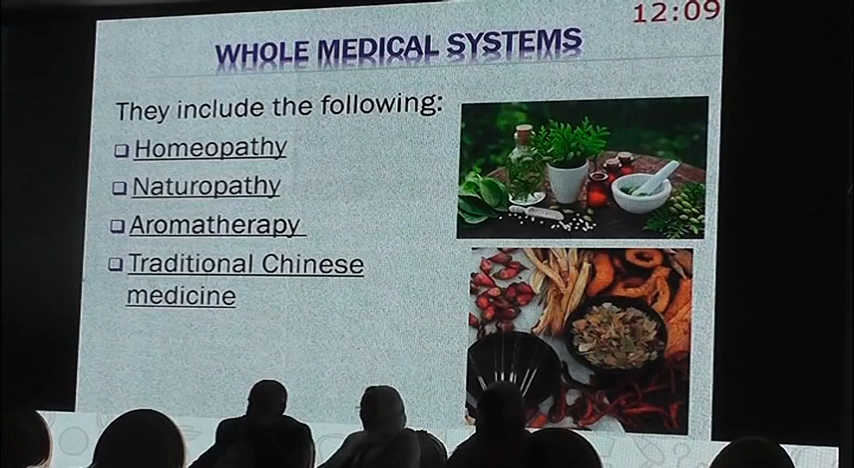 12:09
WHOLE MEDICAL SYSTEMS
They include the following:
Homeopathy
Naturopathy
Aromatherapy
Traditional Chinese
medicine